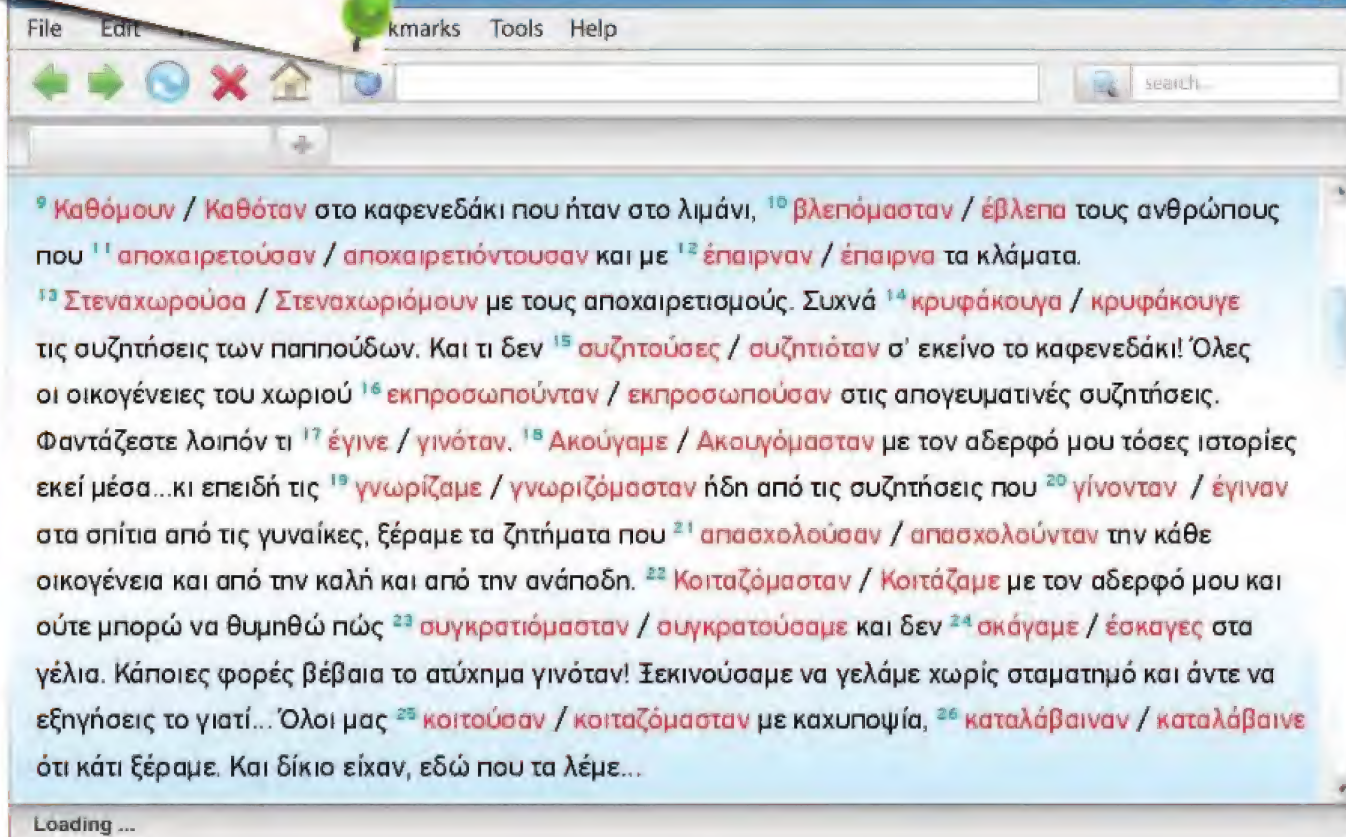 File Edit kmarks Tools Help
search...
9 Καθόμουν / Καθόταν στο καφενεδάκι που ήταν στο λιμάνι, 10 βλεπόμασταν / έβλεπα τους ανθρώπους
που 11 αποχαιρετούσαν / αποχαιρετιόντουσαν και με 12 έπαιρναν / έπαιρνα τα κλάματα.
13 Στεναχωρούσα / Στεναχωριόμουν με τους αποχαιρετισμούς. Συχνά 14 κρυφάκουγα / κρυφάκουγε
τις συζητήσεις των παππούδων. Και τι δεν 15 συζητούσες / συζητιόταν σ' εκείνο το καφενεδάκι! Όλες
οι οικογένειες του χωριού 16 εκπροσωπούνταν / εκπροσωπούσαν στις απογευματινές συζητήσεις.
Φαντάζεστε λοιπόν τι 17 έγινε / γινόταν. 18 Ακούγαμε / Ακουγόμασταν με τον αδερφό μου τόσες ιστορίες
εκεί μέσα...κι επειδή τις 19 γνωρίζαμε / γνωριζόμασταν ήδη από τις συζητήσεις που 20 γίνονταν / έγιναν
στα σπίτια από τις γυναίκες, ξέραμε τα ζητήματα που 21 απασχολούσαν / απασχολούνταν την κάθε
οικογένεια και από την καλή και από την ανάποδη. 22 Κοιταζόμασταν / Κοιτάζαμε με τον αδερφό μου και
ούτε μπορώ να θυμηθώ πώς 23 συγκρατιόμασταν / συγκρατούσαμε και δεν 24 σκάγαμε / έσκαγες στα
γέλια. Κάποιες φορές βέβαια το ατύχημα γινόταν! Ξεκινούσαμε να γελάμε χωρίς σταματημό και άντε να
εξηγήσεις το γιατί... Όλοι μας 25 κοιτούσαν / κοιταζόμασταν με καχυποψία, 26 καταλάβαιναν / καταλάβαινε
ότι κάτι ξέραμε. Και δίκιο είχαν, εδώ που τα λέμε...
Loading ...